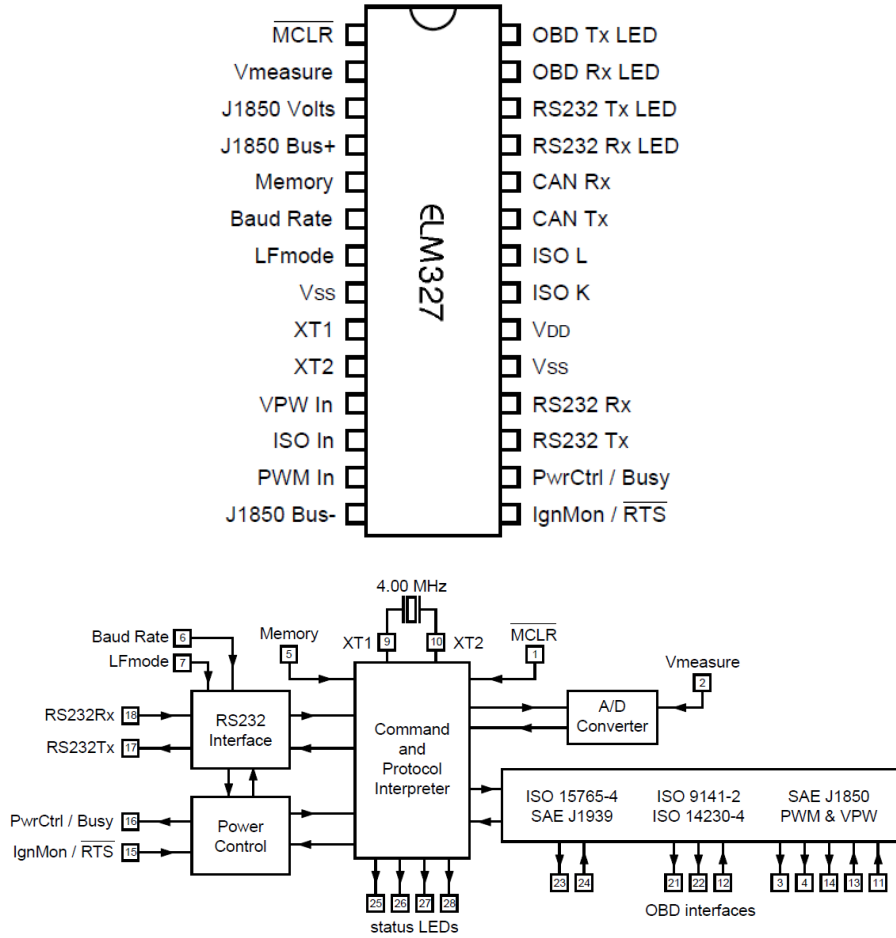 MCLR
Vmeasure
J1850 Volts
J1850 Bus+
Memory
Baud Rate
LFmode
Vss
XT1
XT2
VPW In
ISO In
PWM In
J1850 Bus-
ELM327
OBD Tx LED
OBD Rx LED
RS232 Tx LED
RS232 Rx LED
CAN Rx
CAN Tx
ISO L
ISO K
VDD
Vss
RS232 Rx
RS232 Tx
PwrCtrl / Busy
IgnMon / RTS
4.00 MHz
Baud Rate 6
LFmode 7
Memory
5
XT1 9
10 XT2
MCLR
1
Vmeasure
2
RS232Rx 18
RS232Tx 17
RS232
Interface
Command
and
Protocol
Interpreter
A/D
Converter
PwrCtrl / Busy 16
IgnMon / RTS 15
Power
Control
ISO 15765-4
SAE J1939
ISO 9141-2
ISO 14230-4
SAE J1850
PWM & VPW
25 26 27 28
status LEDs
23 24 21 22 12 3 4 14 13 11
OBD interfaces